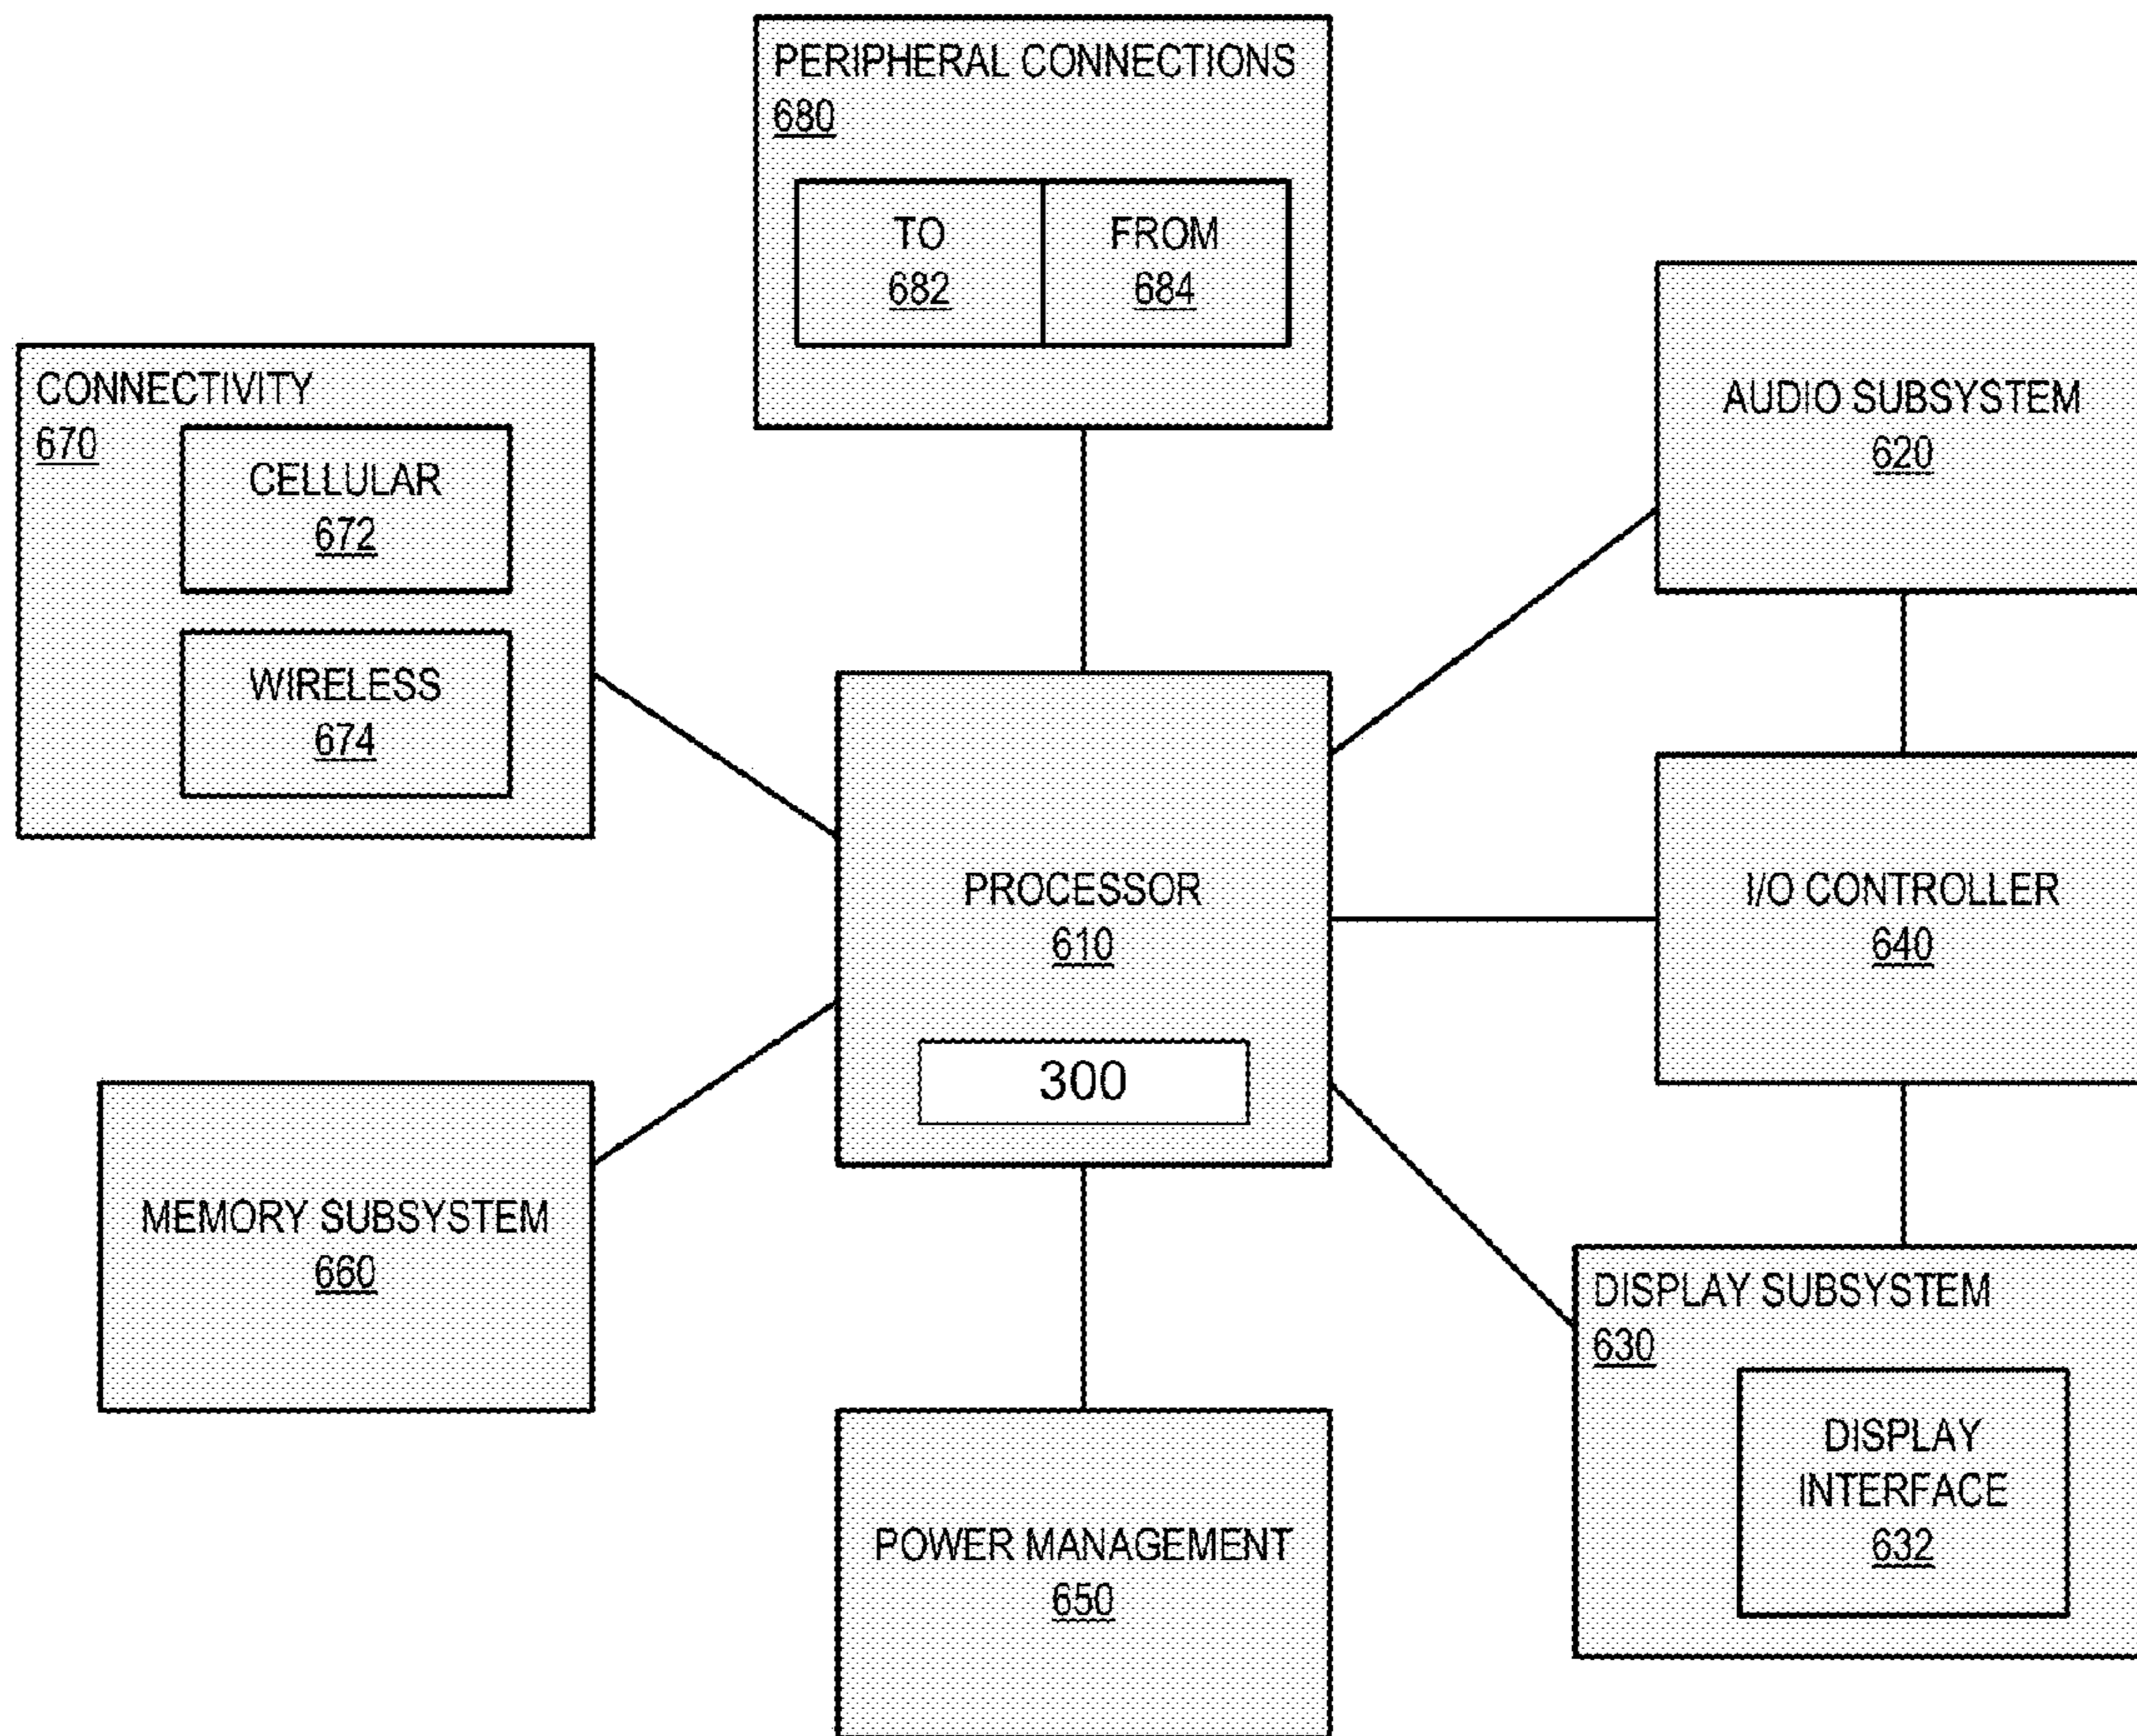 PERIPHERAL CONNECTIONS
680
TO
682
FROM
684
CONNECTIVITY
670
CELLULAR
672
WIRELESS
674
AUDIO SUBSYSTEM
620
PROCESSOR
610
300
I/O CONTROLLER
640
MEMORY SUBSYSTEM
660
DISPLAY SUBSYSTEM
630
DISPLAY
INTERFACE
632
POWER MANAGEMENT
650